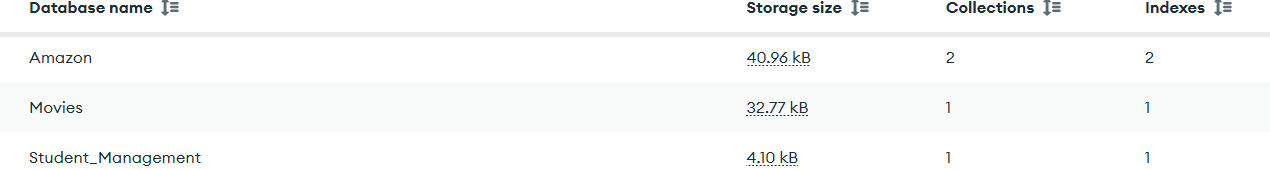 Database name Storage size Collections Indexes
Amazon 40.96 kB 2 2
Movies 32.77 kB 1 1
Student_Management 4.10 kB 1 1